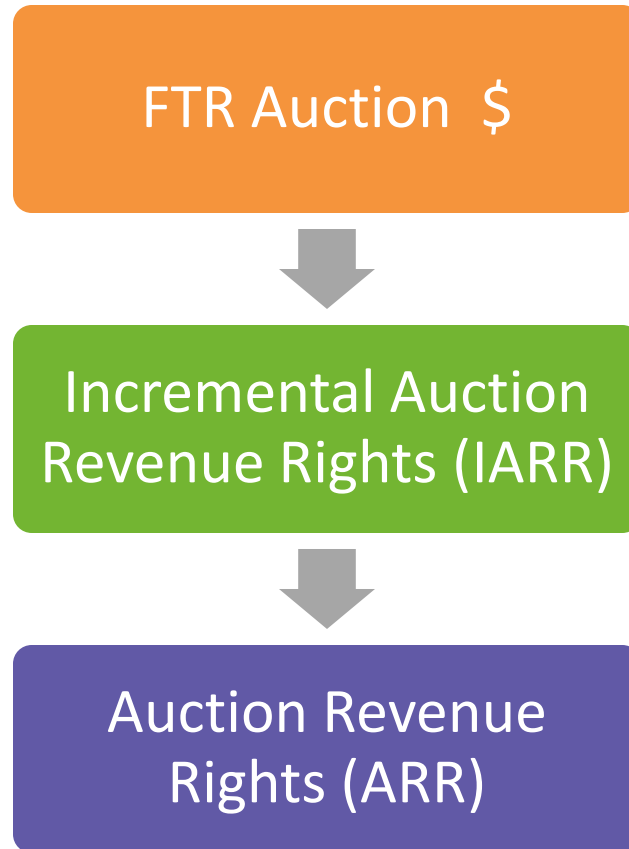 FTR Auction $
Incremental Auction
Revenue Rights (IARR)
Auction Revenue
Rights (ARR)